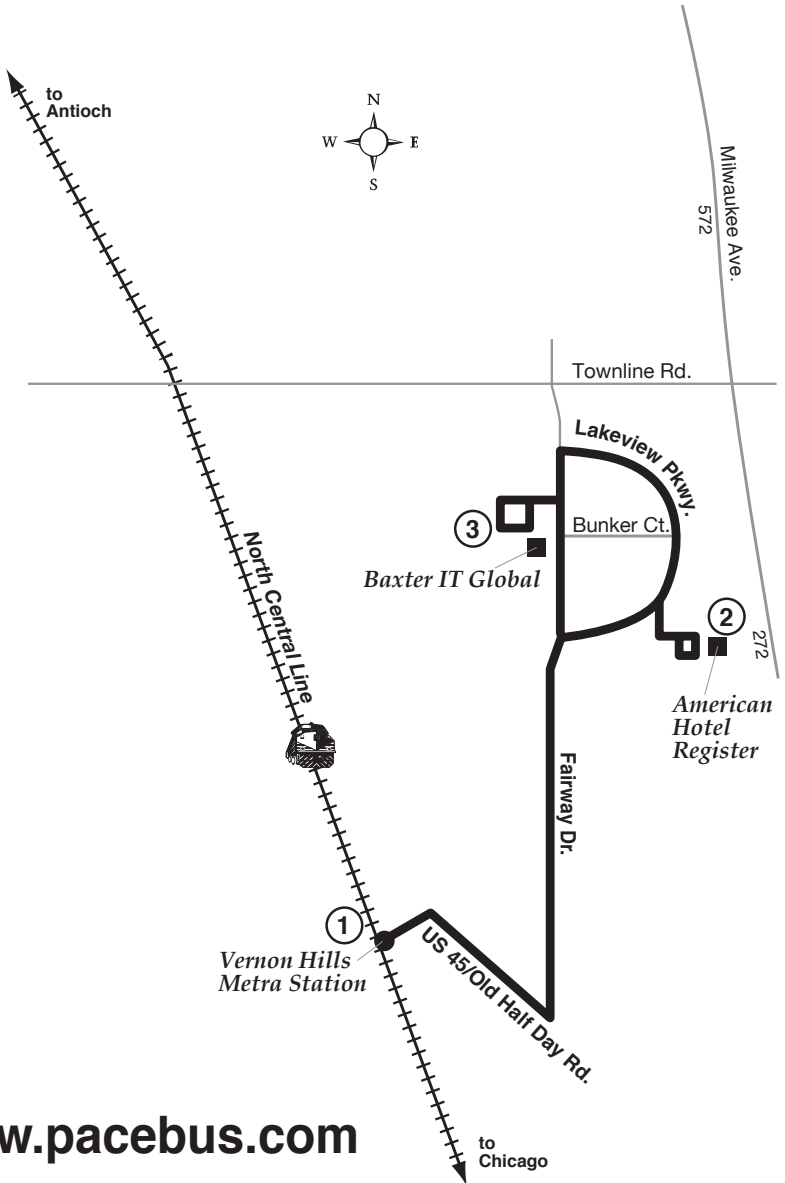 to
Antioch
N
W
E
S
Milwaukee Ave.
572
Townline Rd.
Lakeview Pkwy.
3
Bunker Ct.
Baxter IT Global
North Central Line
2
272
American
Hotel
Register
Fairway Dr.
1
Vernon Hills
Metra Station
US 45/Old Half Day Rd.
w.pacebus.com
to
Chicago